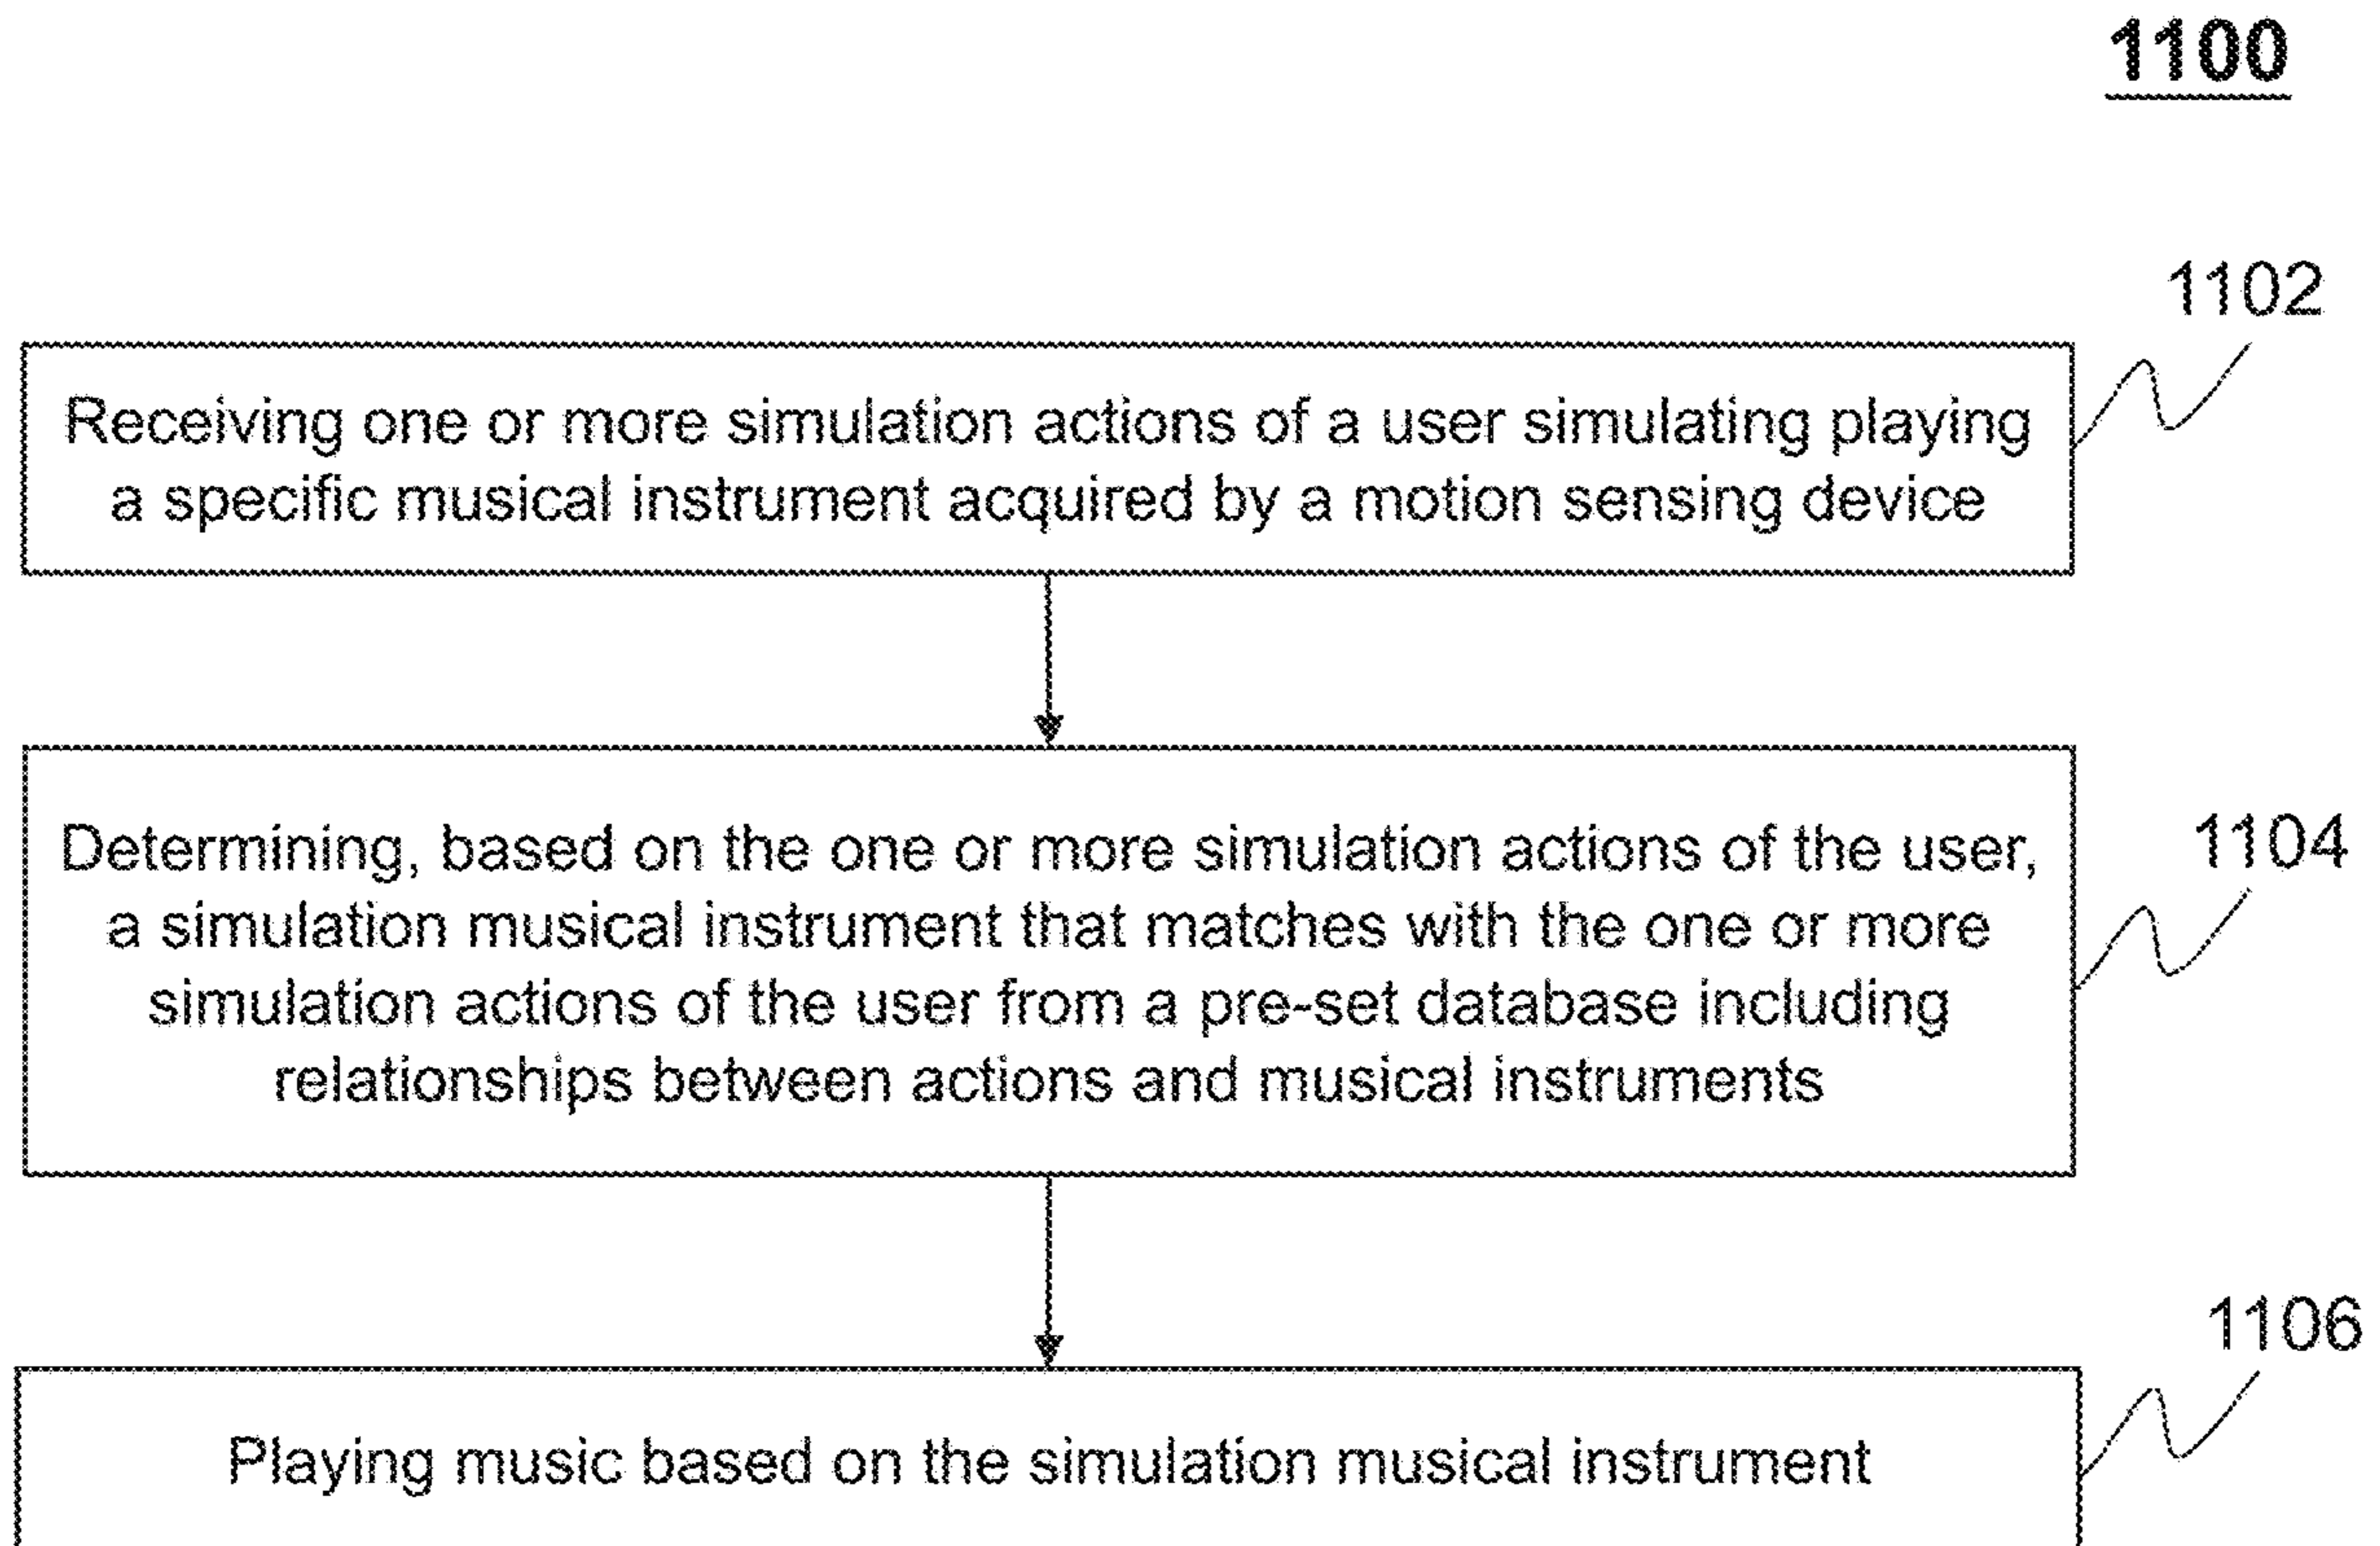 1100
1102
Receiving one or more simulation actions of a user simulating playing
a specific musical instrument acquired by a motion sensing device
1104
Determining, based on the one or more simulation actions of the user,
a simulation musical instrument that matches with the one or more
simulation actions of the user from a pre-set database including
relationships between actions and musical instruments
1106
Playing music based on the simulation musical instrument